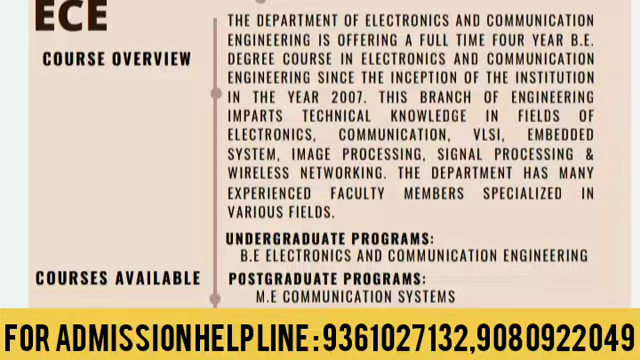 ECE
COURSE OVERVIEW
THE DEPARTMENT OF ELECTRONICS AND COMMUNICATION
ENGINEERING IS OFFERING A FULL TIME FOUR YEAR B.E.
DEGREE COURSE IN ELECTRONICS AND COMMUNICATION
ENGINEERING SINCE THE INCEPTION OF THE INSTITUTION
IN THE YEAR 2007. THIS BRANCH OF ENGINEERING
IMPARTS TECHNICAL KNOWLEDGE IN FIELDS OF
ELECTRONICS, COMMUNICATION, VLSI, EMBEDDED
SYSTEM, IMAGE PROCESSING, SIGNAL PROCESSING &
WIRELESS NETWORKING. THE DEPARTMENT HAS MANY
EXPERIENCED FACULTY MEMBERS SPECIALIZED IN
VARIOUS FIELDS.
COURSES AVAILABLE
UNDERGRADUATE PROGRAMS:
B.E ELECTRONICS AND COMMUNICATION ENGINEERING
POSTGRADUATE PROGRAMS:
M.E COMMUNICATION SYSTEMS
FOR ADMISSION HELPLINE : 9361027132,9080922049